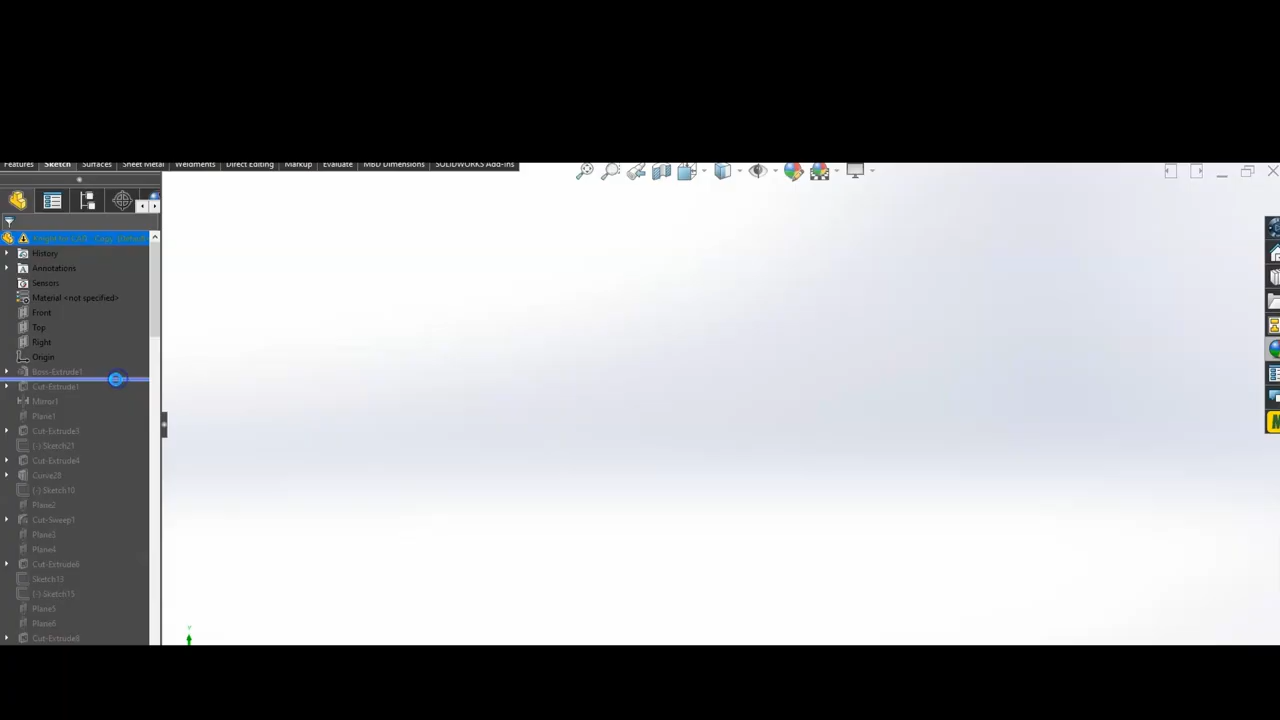 Features Sketch Surfaces Sheet Metal Weldments Direct Editing Markup Evaluate MBD Dimensions SOLIDWORKS Add-Ins
History
Annotations
Sensors
Material <not specified>
Front
Top
Right
Origin
Boss-Extrude1
Cut-Extrude1
Mirror1
Plane1
Cut-Extrude3
(-) Sketch21
Cut-Extrude4
Curve28
(-) Sketch10
Plane2
Cut-Sweep1
Plane3
Plane4
Cut-Extrude6
Sketch13
(-) Sketch15
Plane5
Plane6
Cut-Extrude8